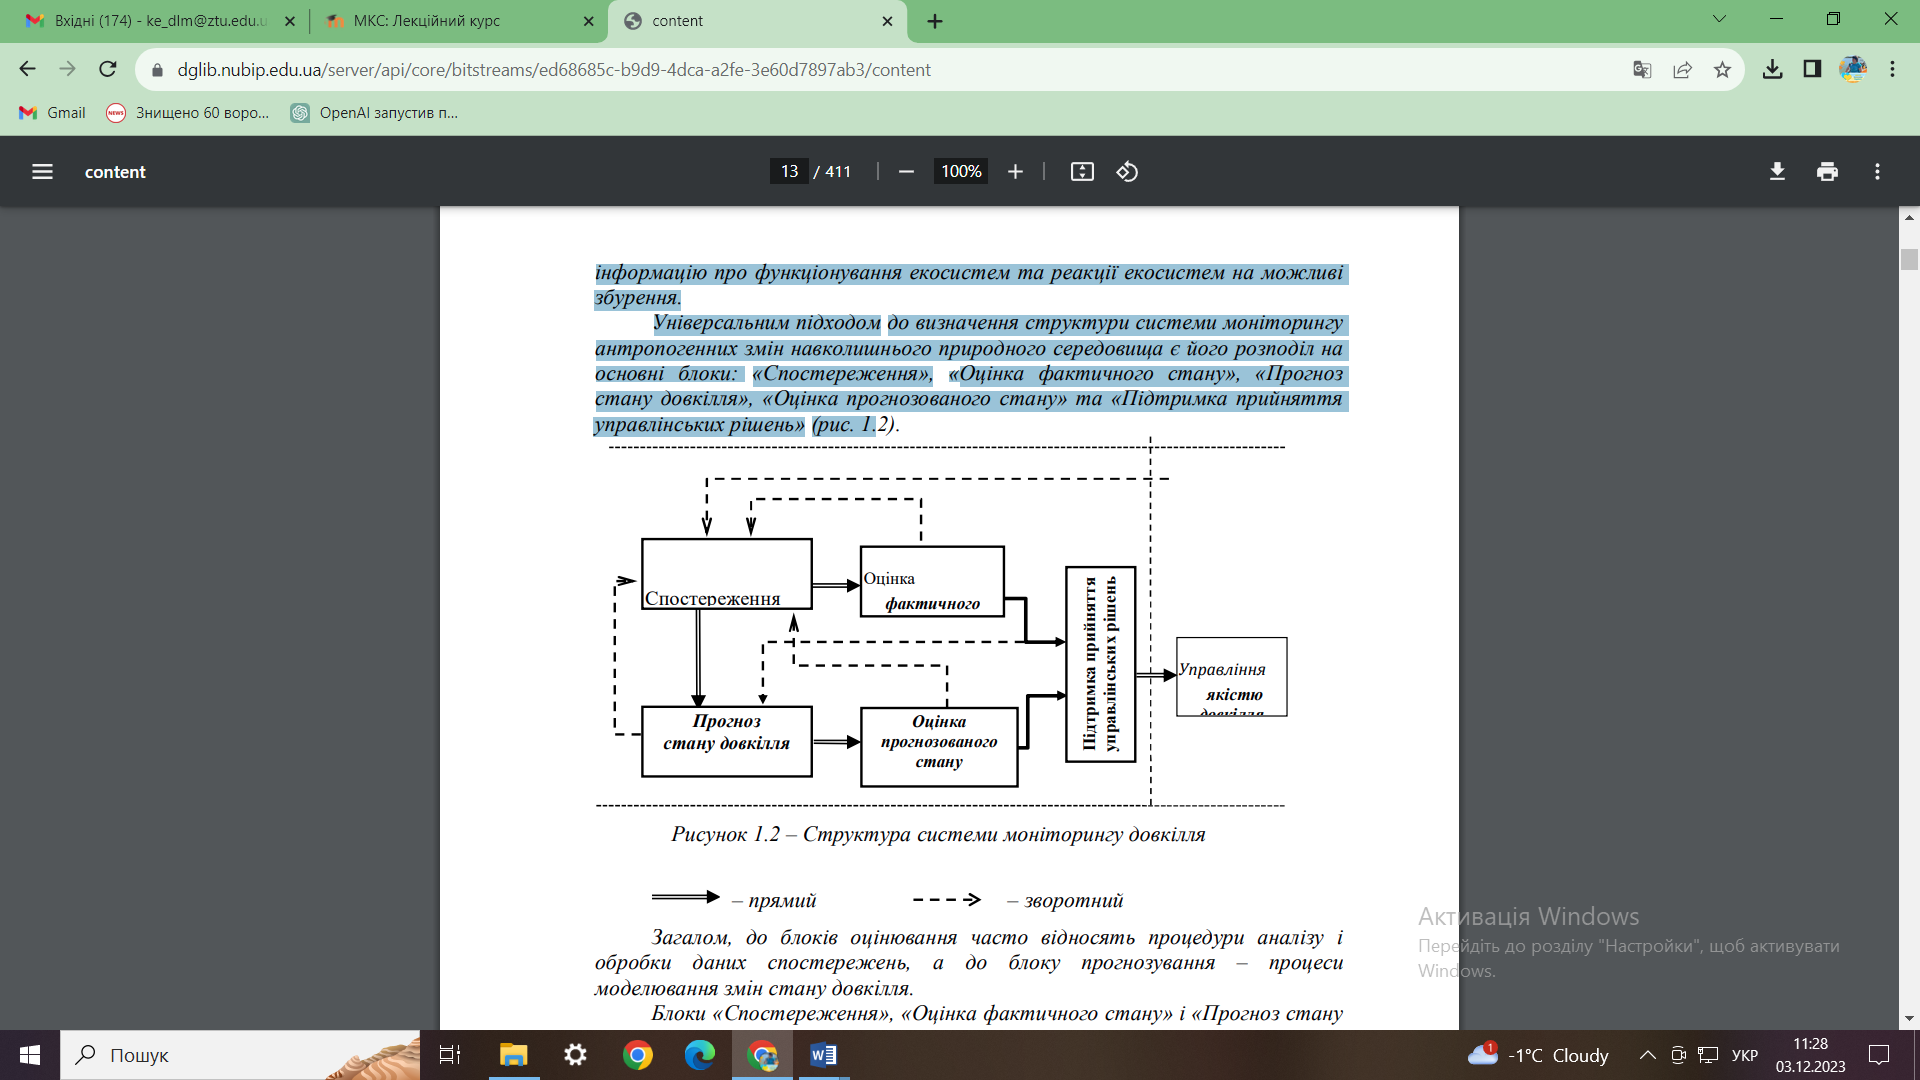 Вхідні (174) - ke_dlm@ztu.edu.u
МКС: Лекційний курс
content
dglib.nubip.edu.ua/server/api/core/bitstreams/ed68685c-b9d9-4dca-a2fe-3e60d7897ab3/content
Gmail
NEWS
Знищено 60 воро...
OpenAI запустив п...
content
13 / 411
100%
інформацію про функціонування екосистем та реакції екосистем на можливі
збурення.
Універсальним підходом до визначення структури системи моніторингу
антропогенних змін навколишнього природного середовища є його розподіл на
основні блоки: «Спостереження», «Оцінка фактичного стану», «Прогноз
стану довкілля», «Оцінка прогнозованого стану» та «Підтримка прийняття
управлінських рішень» (рис. 1.2).
Спостереження
Оцінка
фактичного
Підтримка прийняття
управлінських рішень
Управління
якістю
довкілля
Прогноз
стану довкілля
Оцінка
прогнозованого
стану
Рисунок 1.2 – Структура системи моніторингу довкілля
– прямий
– зворотний
Загалом, до блоків оцінювання часто відносять процедури аналізу і
обробки даних спостережень, а до блоку прогнозування – процеси
моделювання змін стану довкілля.
Блоки «Спостереження», «Оцінка фактичного стану» і «Прогноз стану
Активація Windows
Перейдіть до розділу "Настройки", щоб активувати
Windows.
Пошук
1
-1°C Cloudy
УКР
11:28
03.12.2023